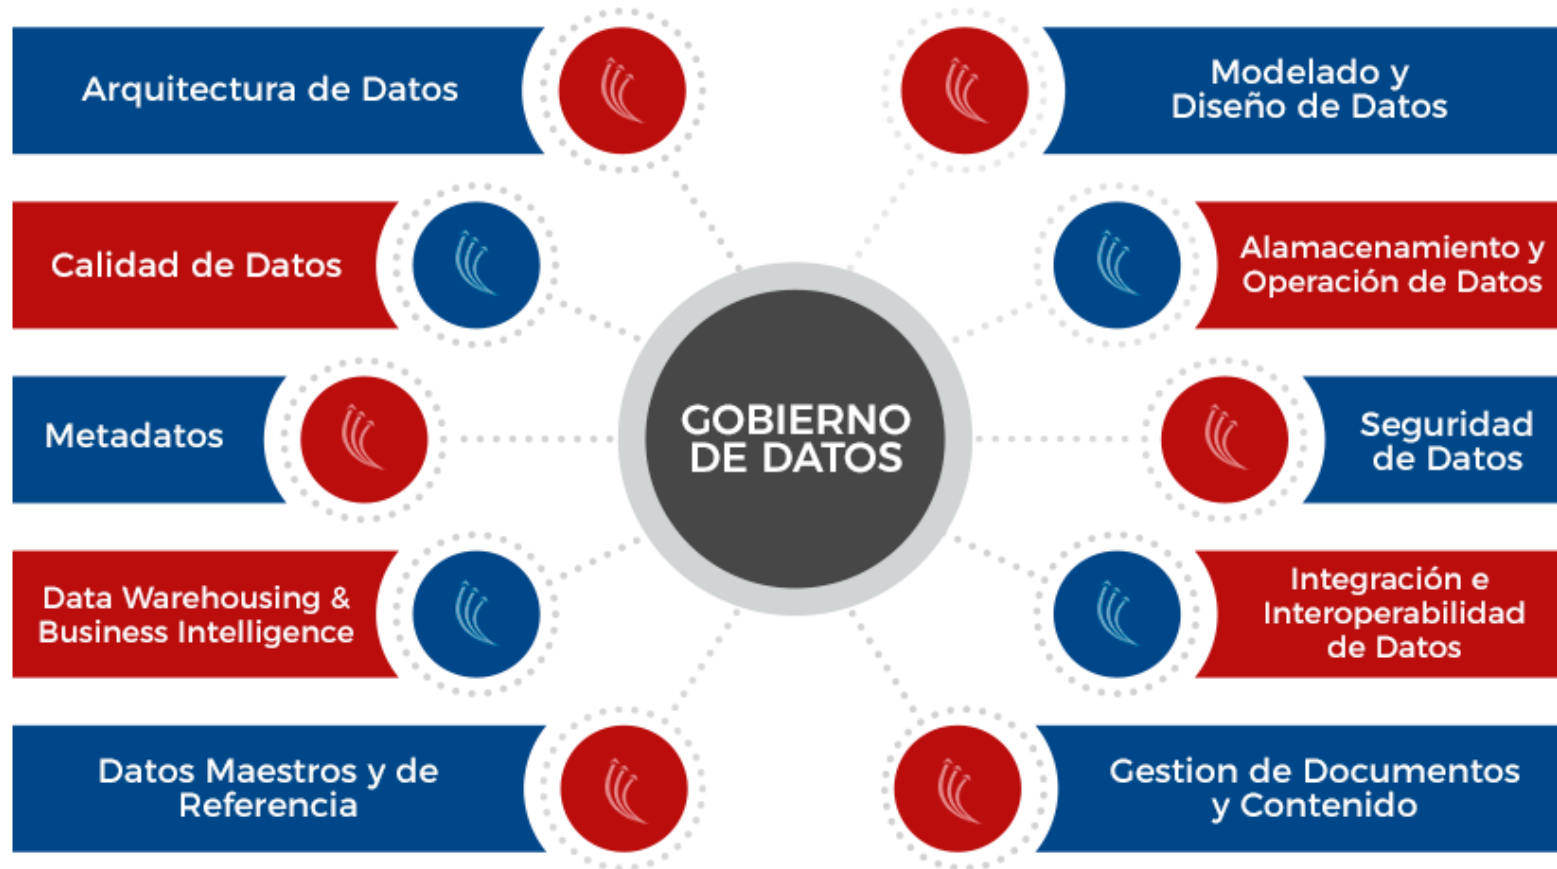 Arquitectura de Datos
Modelado y
Diseño de Datos
Calidad de Datos
Alamacenamiento y
Operación de Datos
Metadatos
GOBIERNO
DE DATOS
Seguridad
de Datos
Data Warehousing &
Business Intelligence
Integración e
Interoperabilidad
de Datos
Datos Maestros y de
Referencia
Gestion de Documentos
y Contenido